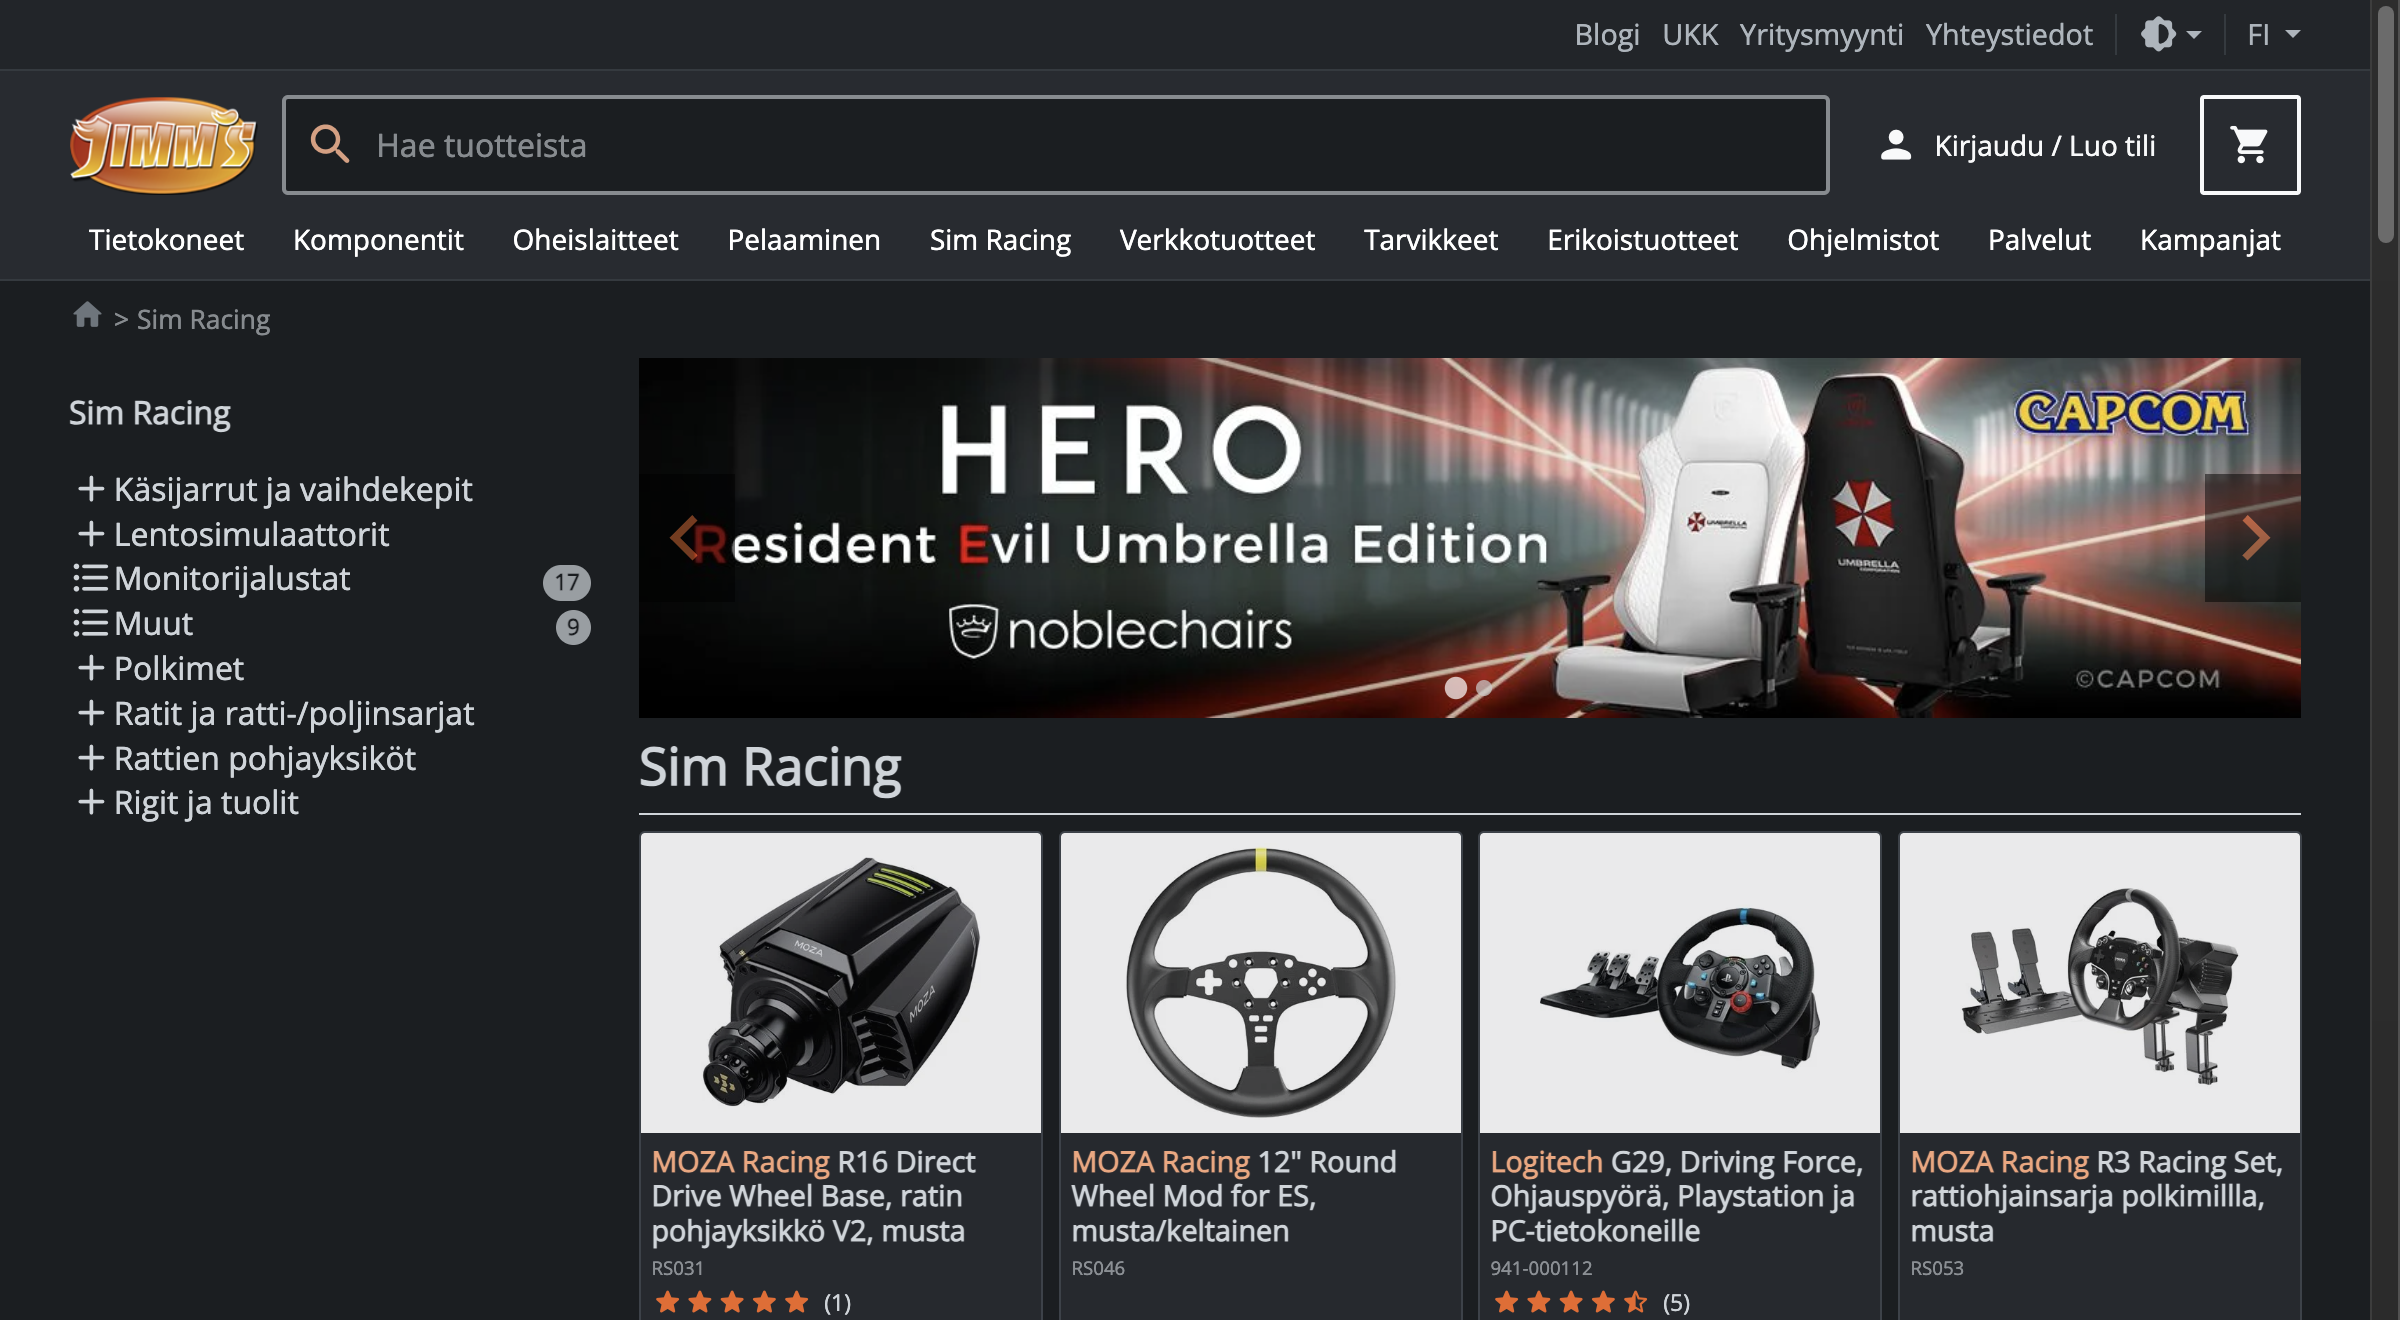 Blogi UKK Yritysmyynti Yhteystiedot FI
JIMM'S
Hae tuotteista
Kirjaudu / Luo tili
Tietokoneet Komponentit Oheislaitteet Pelaaminen Sim Racing Verkkotuotteet Tarvikkeet Erikoistuotteet Ohjelmistot Palvelut Kampanjat
> Sim Racing
Sim Racing
Käsijarrut ja vaihdekepit
Lentosimulaattorit
Monitorijalustat 17
Muut 9
Polkimet
Ratit ja ratti-/poljinsarjat
Rattien pohjayksiköt
Rigit ja tuolit
HERO
Resident Evil Umbrella Edition
noblechairs
CAPCOM
UMBRELLA
UMBRELLA
CORPORATION
©CAPCOM
Sim Racing
MOZA
MOZA
MOZA Racing R16 Direct
Drive Wheel Base, ratin
pohjayksikkö V2, musta
RS031
(1)
MOZA Racing 12" Round
Wheel Mod for ES,
musta/keltainen
RS046
Logitech G29, Driving Force,
Ohjauspyörä, Playstation ja
PC-tietokoneille
941-000112
(5)
MOZA Racing R3 Racing Set,
rattiohjainsarja polkimillla,
musta
RS053